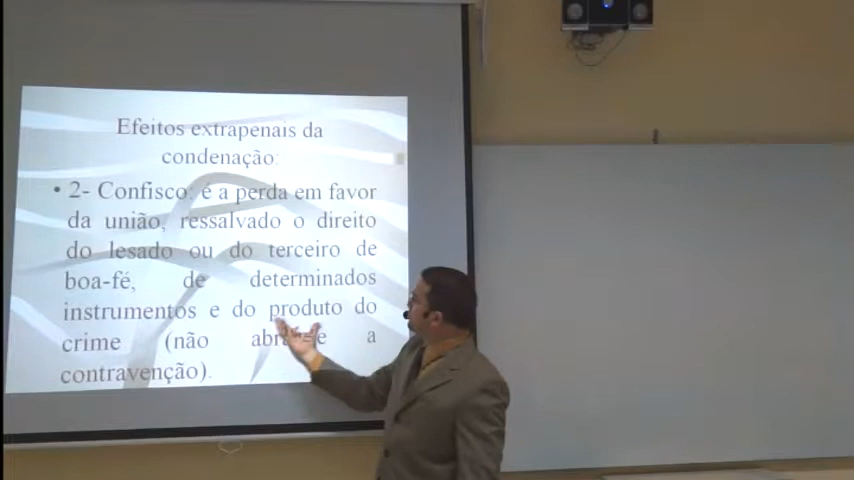 Efeitos extrapenais da
condenação:
• 2- Confisco: é a perda em favor
da união, ressalvado o direito
do lesado ou do terceiro de
boa-fé, de determinados
instrumentos e do produto do
crime (não a
contravenção).